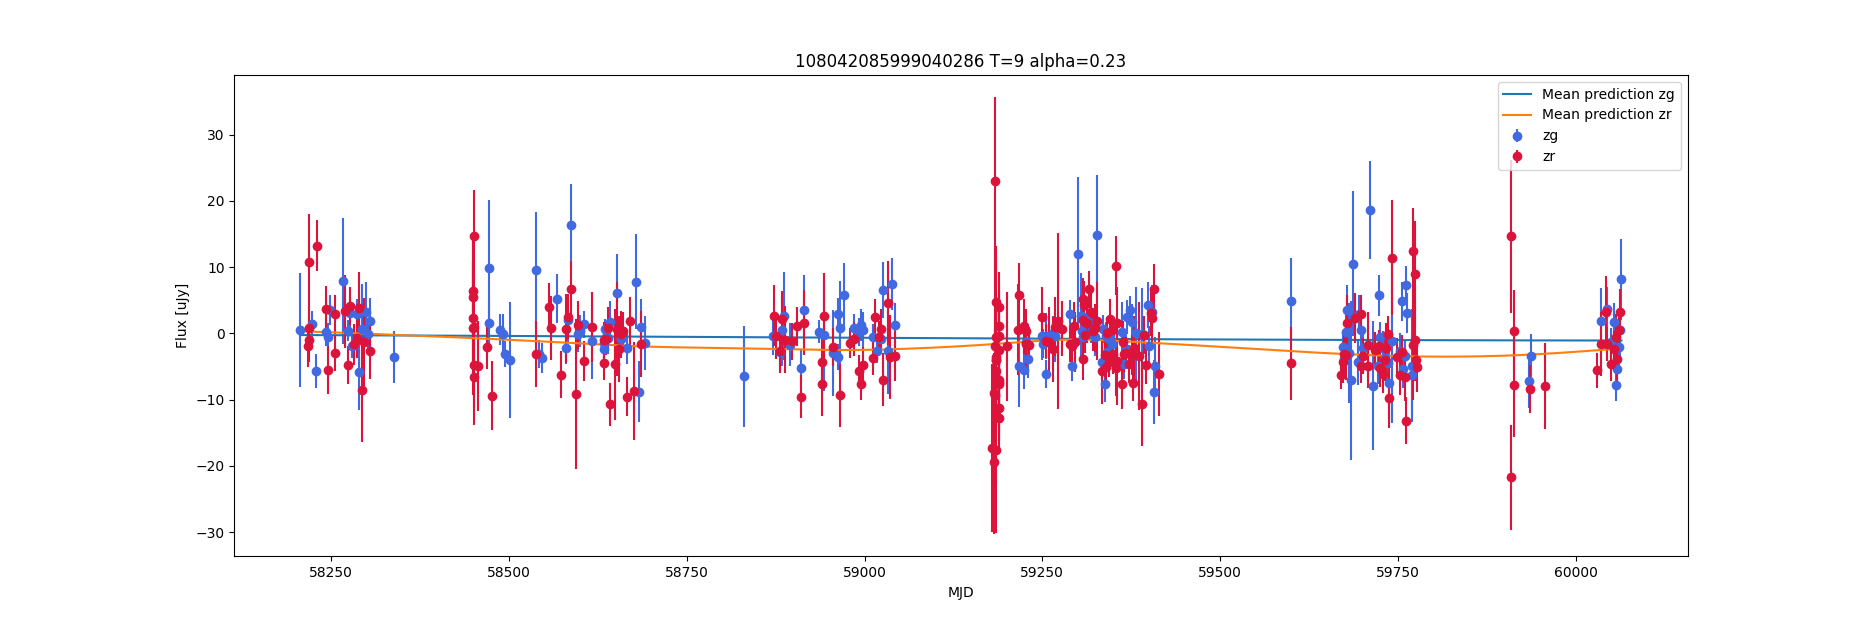 108042085999040286 T=9 alpha=0.23
Mean prediction zg
Mean prediction zr
zg
zr
Flux [uJy]
30
20
10
0
−10
−20
−30
58250 58500 58750 59000 59250 59500 59750 60000
MJD